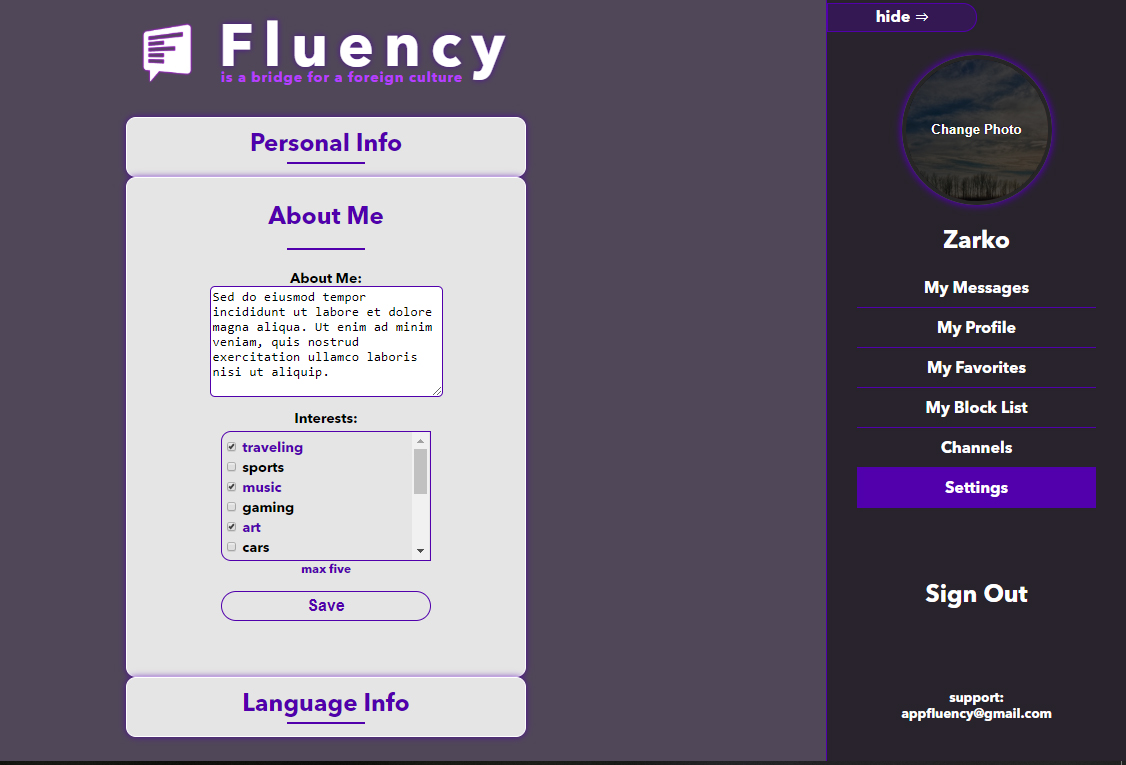 Fluency
is a bridge for a foreign culture
Personal Info
About Me
About Me:
Sed do eiusmod tempor
incididunt ut labore et dolore
magna aliqua. Ut enim ad minim
veniam, quis nostrud
exercitation ullamco laboris
nisi ut aliquip.
Interests:
traveling
sports
music
gaming
art
cars
max five
Save
Language Info
hide ⇒
Change Photo
Zarko
My Messages
My Profile
My Favorites
My Block List
Channels
Settings
Sign Out
support:
appfluency@gmail.com